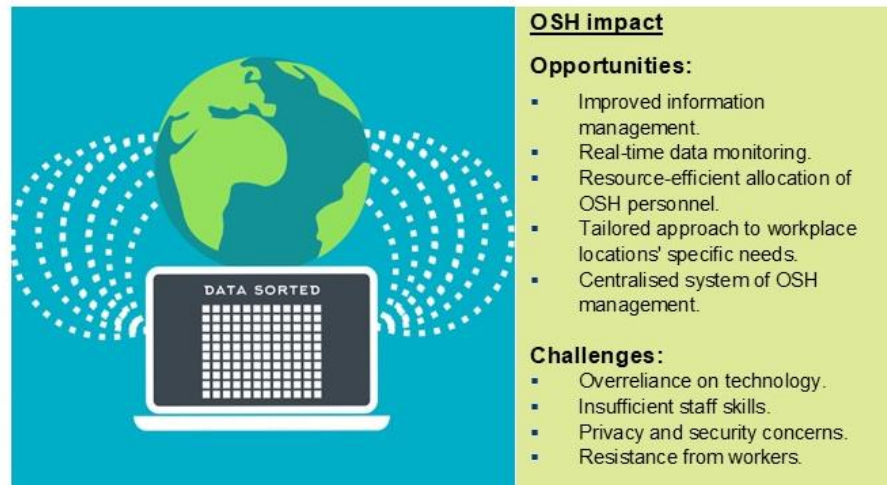 DATA SORTED
OSH impact
Opportunities:
▪ Improved information
management.
▪ Real-time data monitoring.
▪ Resource-efficient allocation of
OSH personnel.
▪ Tailored approach to workplace
locations' specific needs.
▪ Centralised system of OSH
management.
Challenges:
▪ Overreliance on technology.
▪ Insufficient staff skills.
▪ Privacy and security concerns.
▪ Resistance from workers.